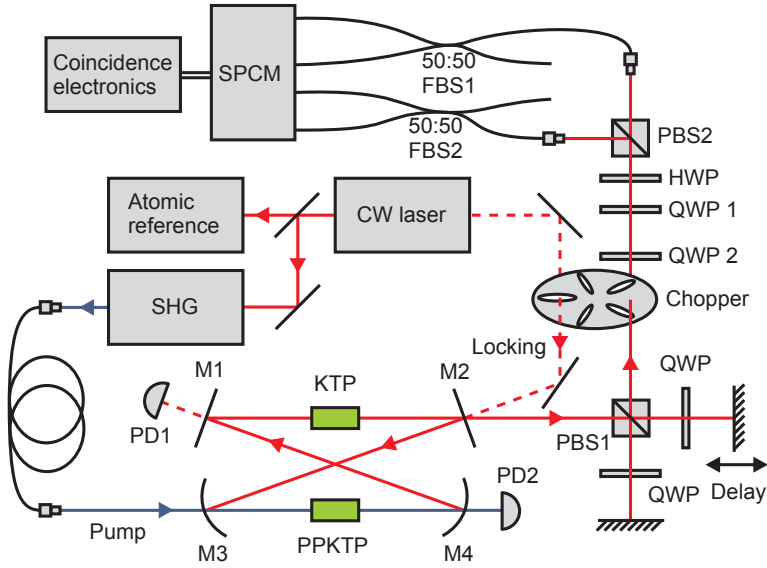 Coincidence
electronics
SPCM
50:50
FBS1
50:50
FBS2
PBS2
HWP
QWP 1
QWP 2
Chopper
Atomic
reference
CW laser
SHG
Locking
M1
KTP
M2
QWP
PD1
PBS1
PD2
QWP
Delay
Pump
M3
PPKTP
M4